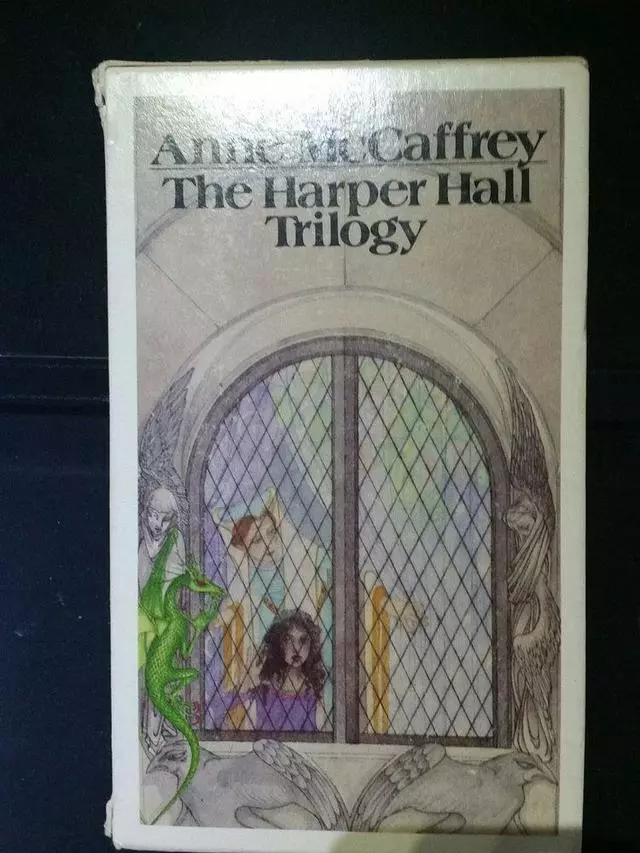 Anne McCaffrey
The Harper Hall
Trilogy